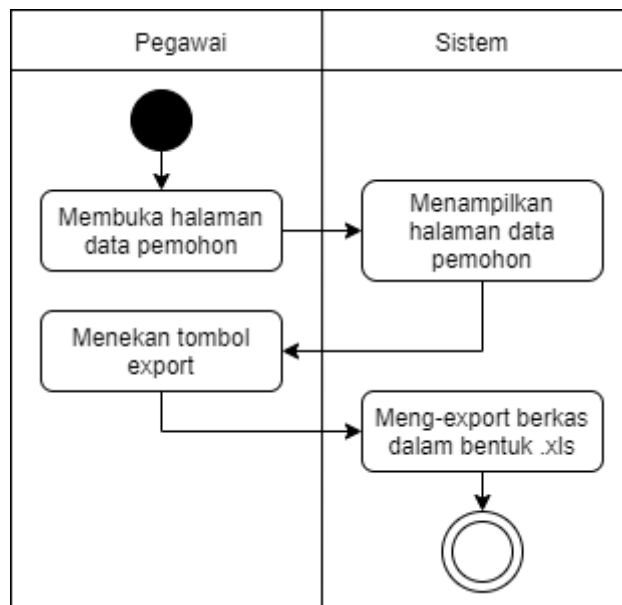 Pegawai
Sistem
Membuka halaman
data pemohon
Menampilkan
halaman data
pemohon
Menekan tombol
export
Meng-export berkas
dalam bentuk .xls